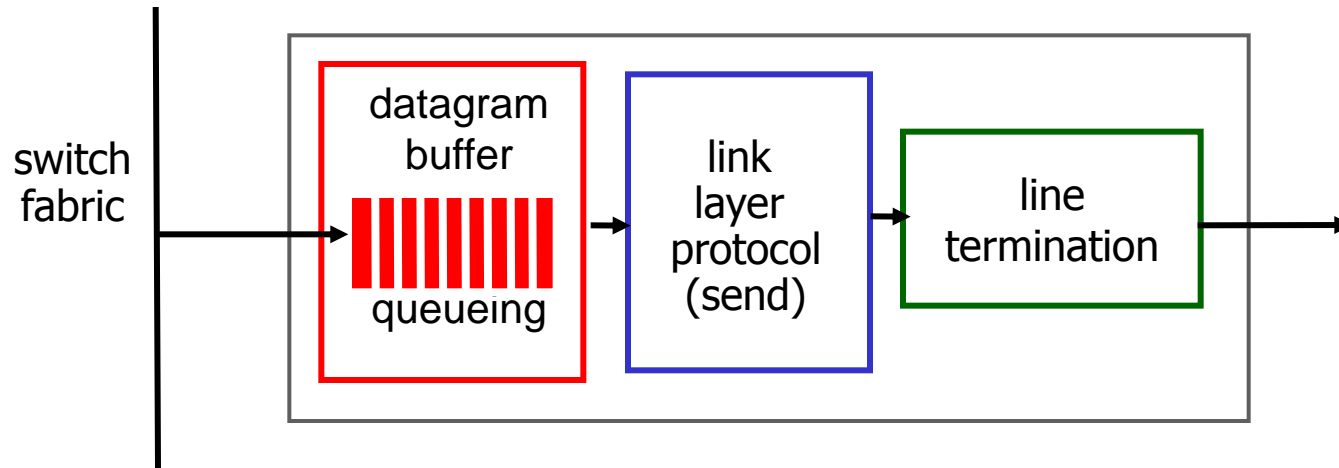 switch
fabric
datagram
buffer
queueing
link
layer
protocol
(send)
line
termination